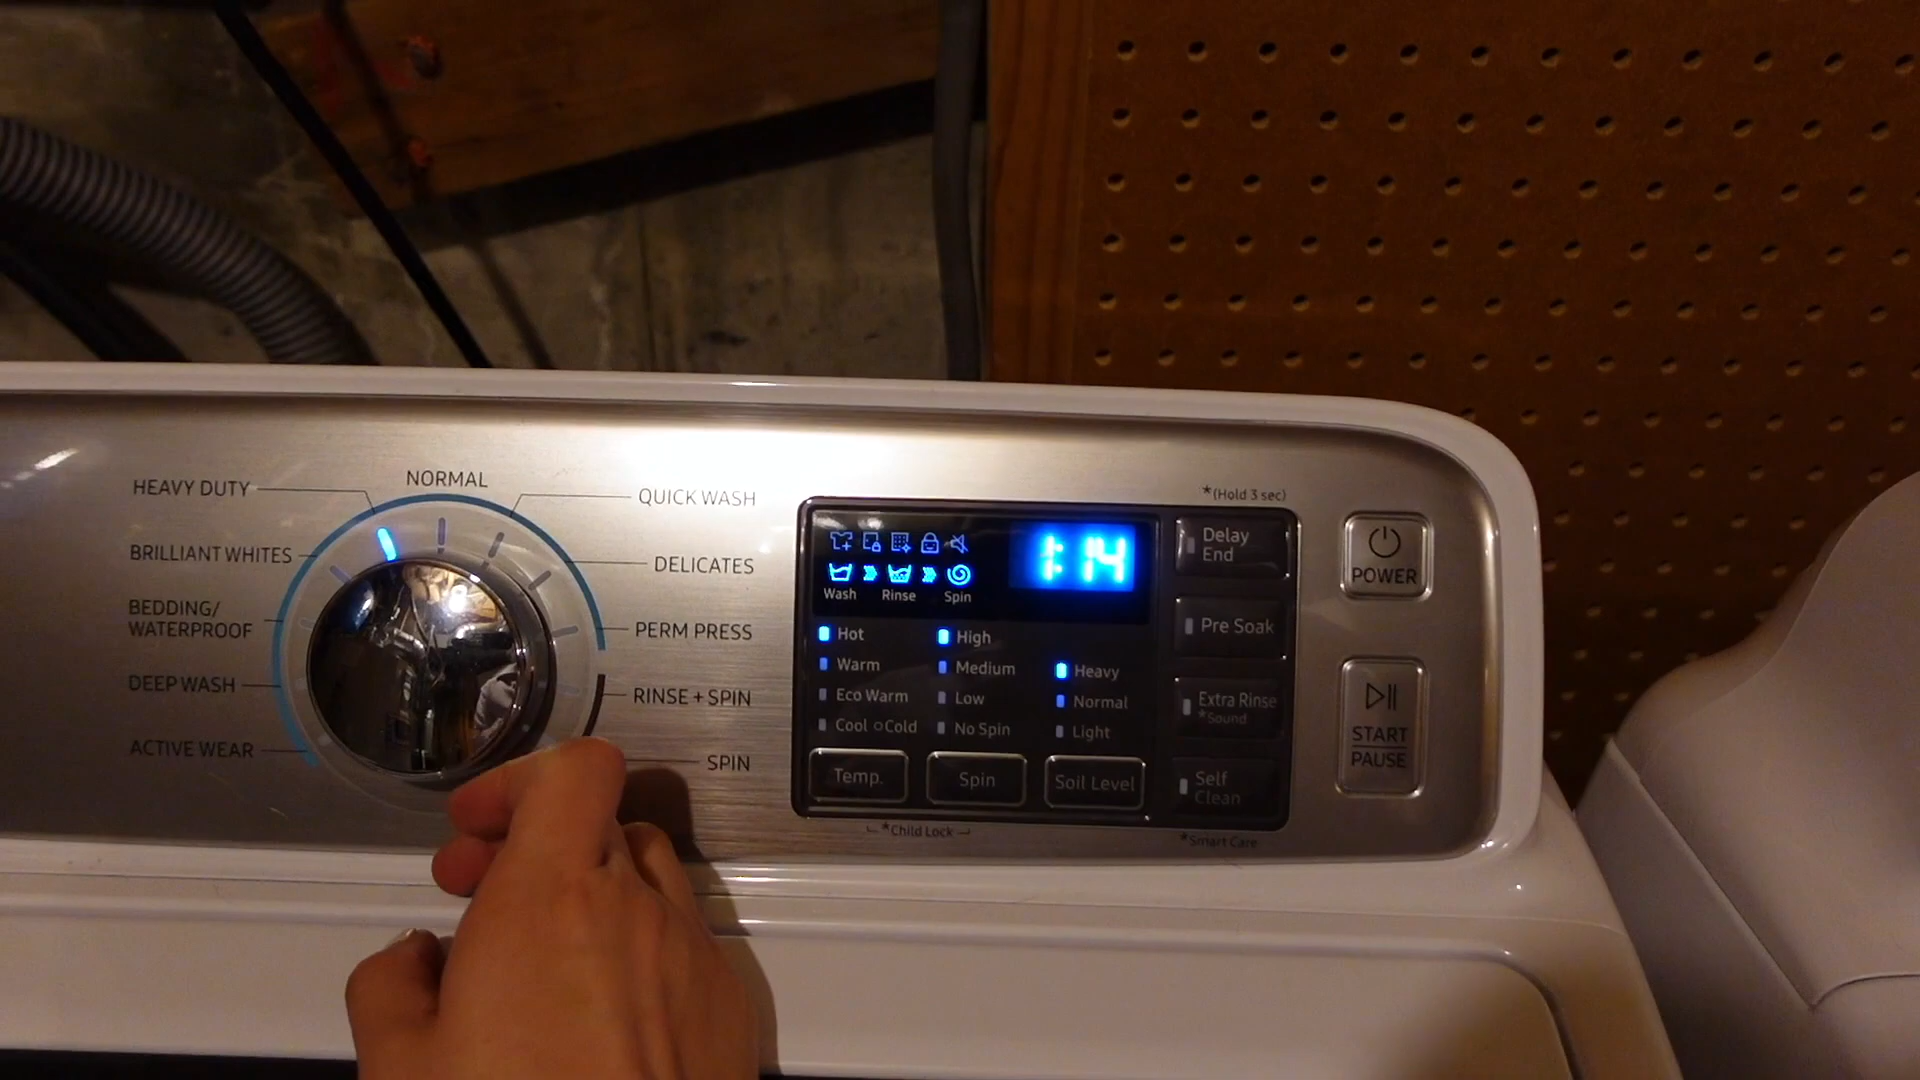 NORMAL
HEAVY DUTY
QUICK WASH
BRILLIANT WHITES
DELICATES
BEDDING/
WATERPROOF
PERM PRESS
DEEP WASH
RINSE + SPIN
ACTIVE WEAR
SPIN
1:14
Wash Rinse Spin
Hot High
Warm Medium Heavy
Eco Warm Low Normal
Cool Cold No Spin Light
Temp. Spin Soil Level
*Child Lock
*(Hold 3 sec)
Delay
End
Pre Soak
Extra Rinse
*Sound
Self
Clean
*Smart Care
POWER
START
PAUSE